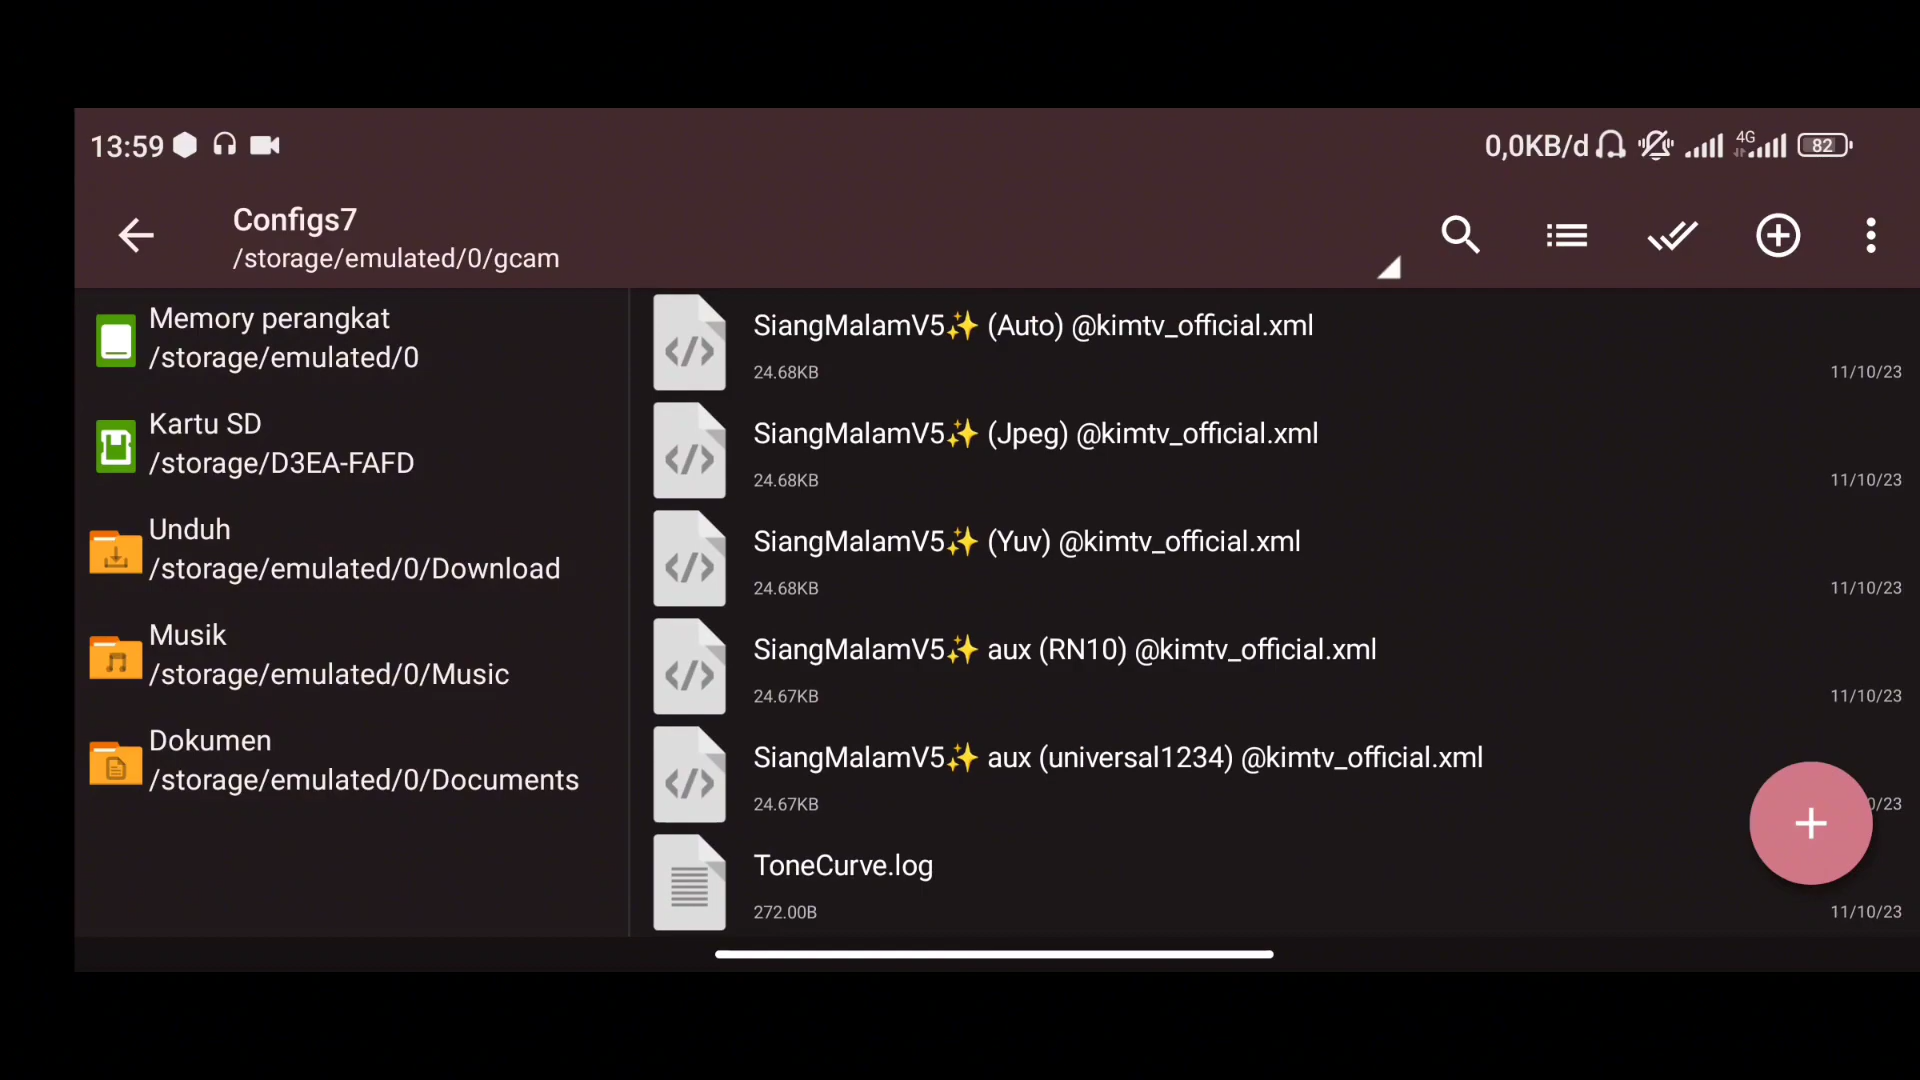 13:59
0,0KB/d 4G 82
Configs7
/storage/emulated/0/gcam
Memory perangkat
/storage/emulated/0
Kartu SD
/storage/D3EA-FAFD
Unduh
/storage/emulated/0/Download
Musik
/storage/emulated/0/Music
Dokumen
/storage/emulated/0/Documents
SiangMalamV5✨ (Auto) @kimtv_official.xml
24.68KB 11/10/23
SiangMalamV5✨ (Jpeg) @kimtv_official.xml
24.68KB 11/10/23
SiangMalamV5✨ (Yuv) @kimtv_official.xml
24.68KB 11/10/23
SiangMalamV5✨ aux (RN10) @kimtv_official.xml
24.67KB 11/10/23
SiangMalamV5✨ aux (universal1234) @kimtv_official.xml
24.67KB 0/23
ToneCurve.log
272.00B 11/10/23